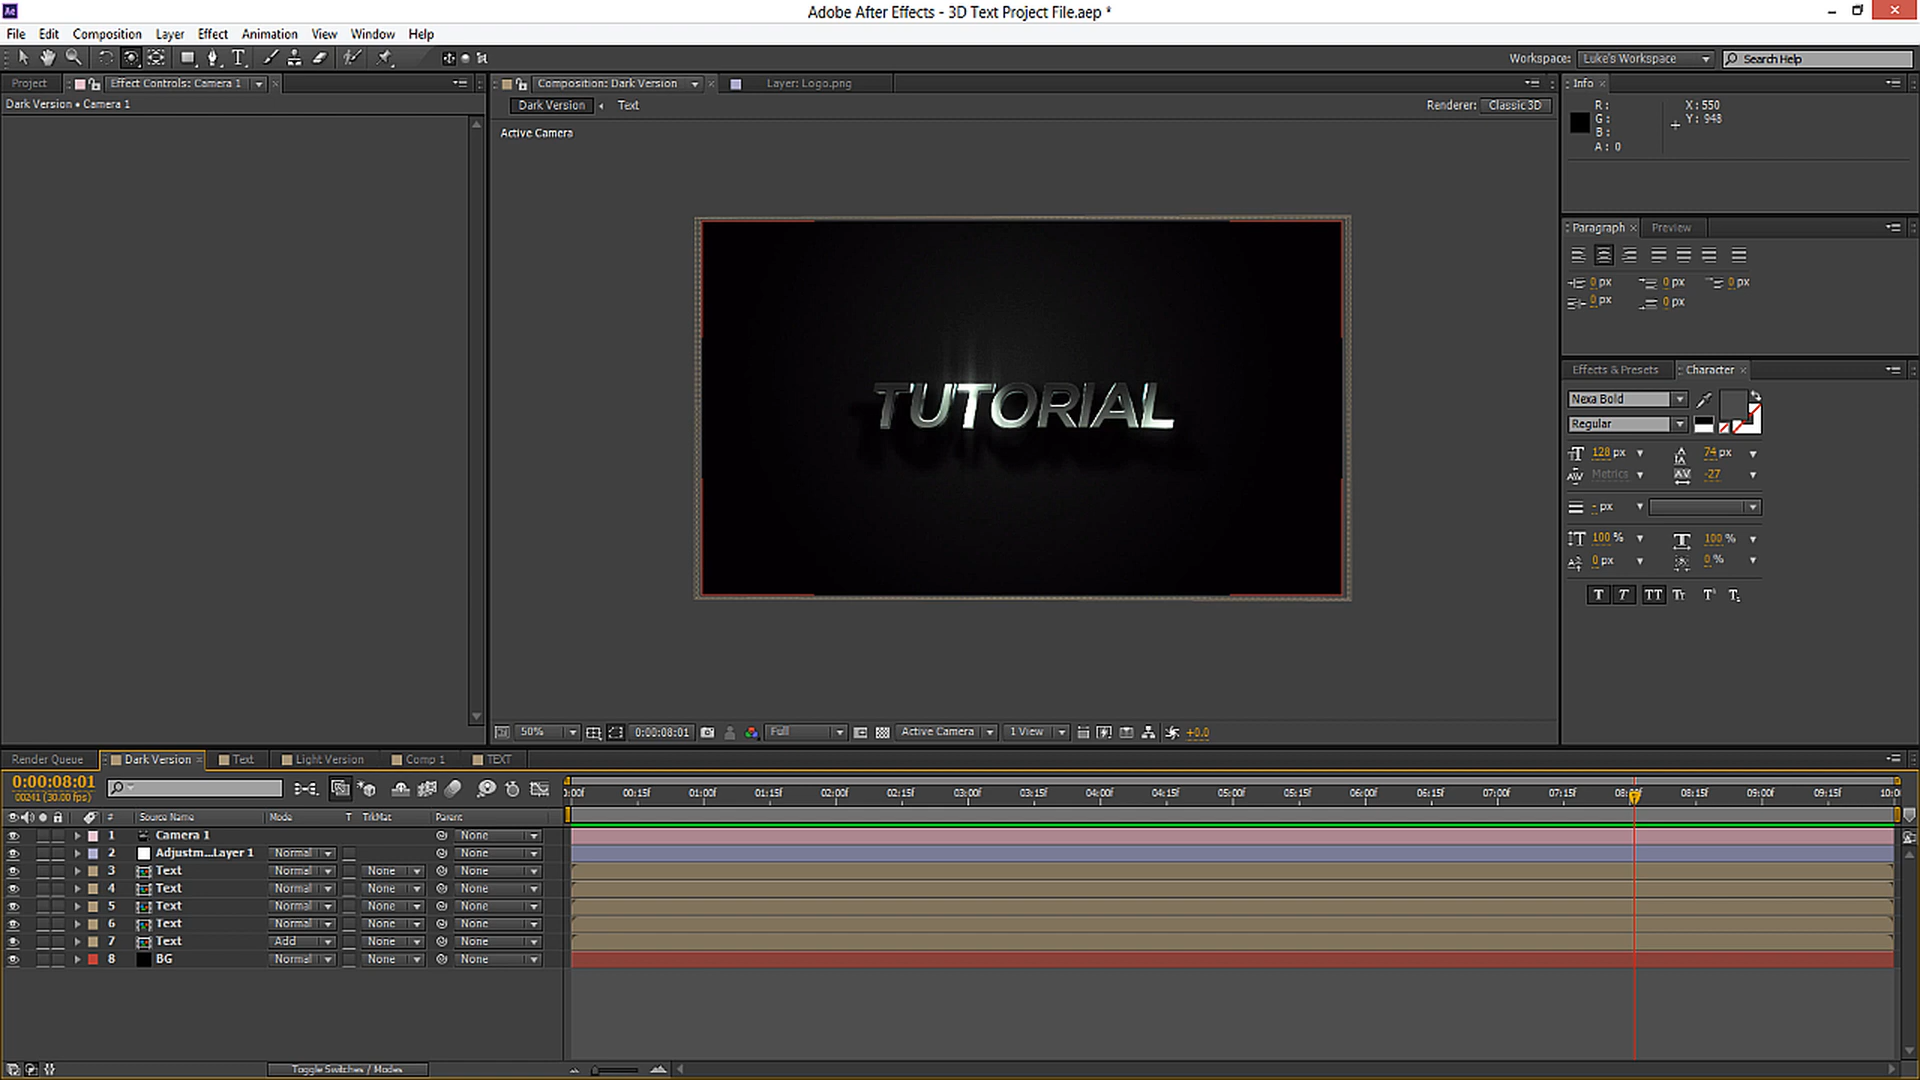 Adobe After Effects - 3D Text Project File.aep *
File Edit Composition Layer Effect Animation View Window Help
Workspace: Luke's Workspace Search Help
Project Effect Controls: Camera 1 Composition: Dark Version Layer: Logo.png Info
Dark Version • Camera 1
Dark Version Text Renderer: Classic 3D
Active Camera
R: X: 550
G: Y: 948
B:
A: 0
Paragraph Preview
0 px 0 px 0 px
0 px 0 px
TUTORIAL
Effects & Presets Character
Nexa Bold
Regular
128 px 74 px
Metrics -27
- px
100 % 100 %
0 px 0 %
T T TT Tt T T
50% 0:00:08:01 Full Active Camera 1 View +0.0
Render Queue Dark Version Text Light Version Comp 1 TEXT
0:00:08:01
00241 (30.00 fps)
:00f 00:15f 01:00f 01:15f 02:00f 02:15f 03:00f 03:15f 04:00f 04:15f 05:00f 05:15f 06:00f 06:15f 07:00f 07:15f 08:00f 08:15f 09:00f 09:15f 10:0
# Source Name Mode T TrkMat Parent
1 Camera 1 None
2 Adjustm...Layer 1 Normal None
3 Text Normal None None
4 Text Normal None None
5 Text Normal None None
6 Text Normal None None
7 Text Add None None
8 BG Normal None None
Toggle Switches / Modes